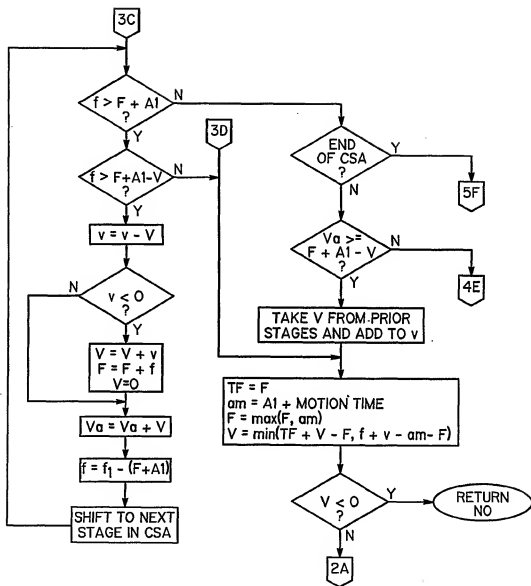 3C
f > F + A1
?
N
Y
3D
f > F+A1-V
?
N
Y
v = v - V
v < 0
?
N
Y
V = V + v
F = F + f
V=0
Va = Va + V
f = f1 - (F+A1)
SHIFT TO NEXT
STAGE IN CSA
END
OF CSA
?
Y
N
5F
Va >=
F + A1 - V
?
N
Y
4E
TAKE V FROM PRIOR
STAGES AND ADD TO v
TF = F
am = A1 + MOTION TIME
F = max(F, am)
V = min(TF + V - F, f + v - am- F)
V < 0
?
Y
N
RETURN
NO
2A